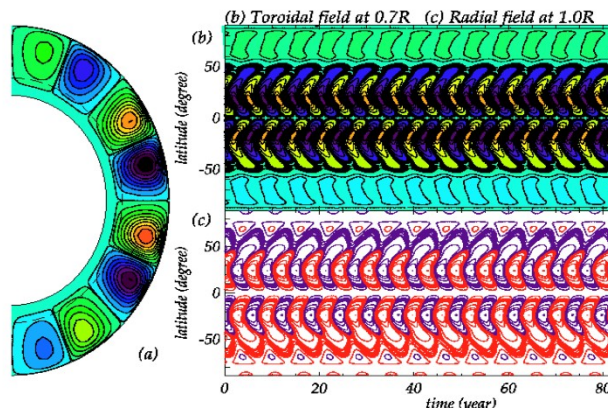 (b) Toroidal field at 0.7R (c) Radial field at 1.0R
(b)
50
0
-50
latitude (degree)
(c)
50
0
-50
latitude (degree)
(a)
0 20 40 60 80
time (year)